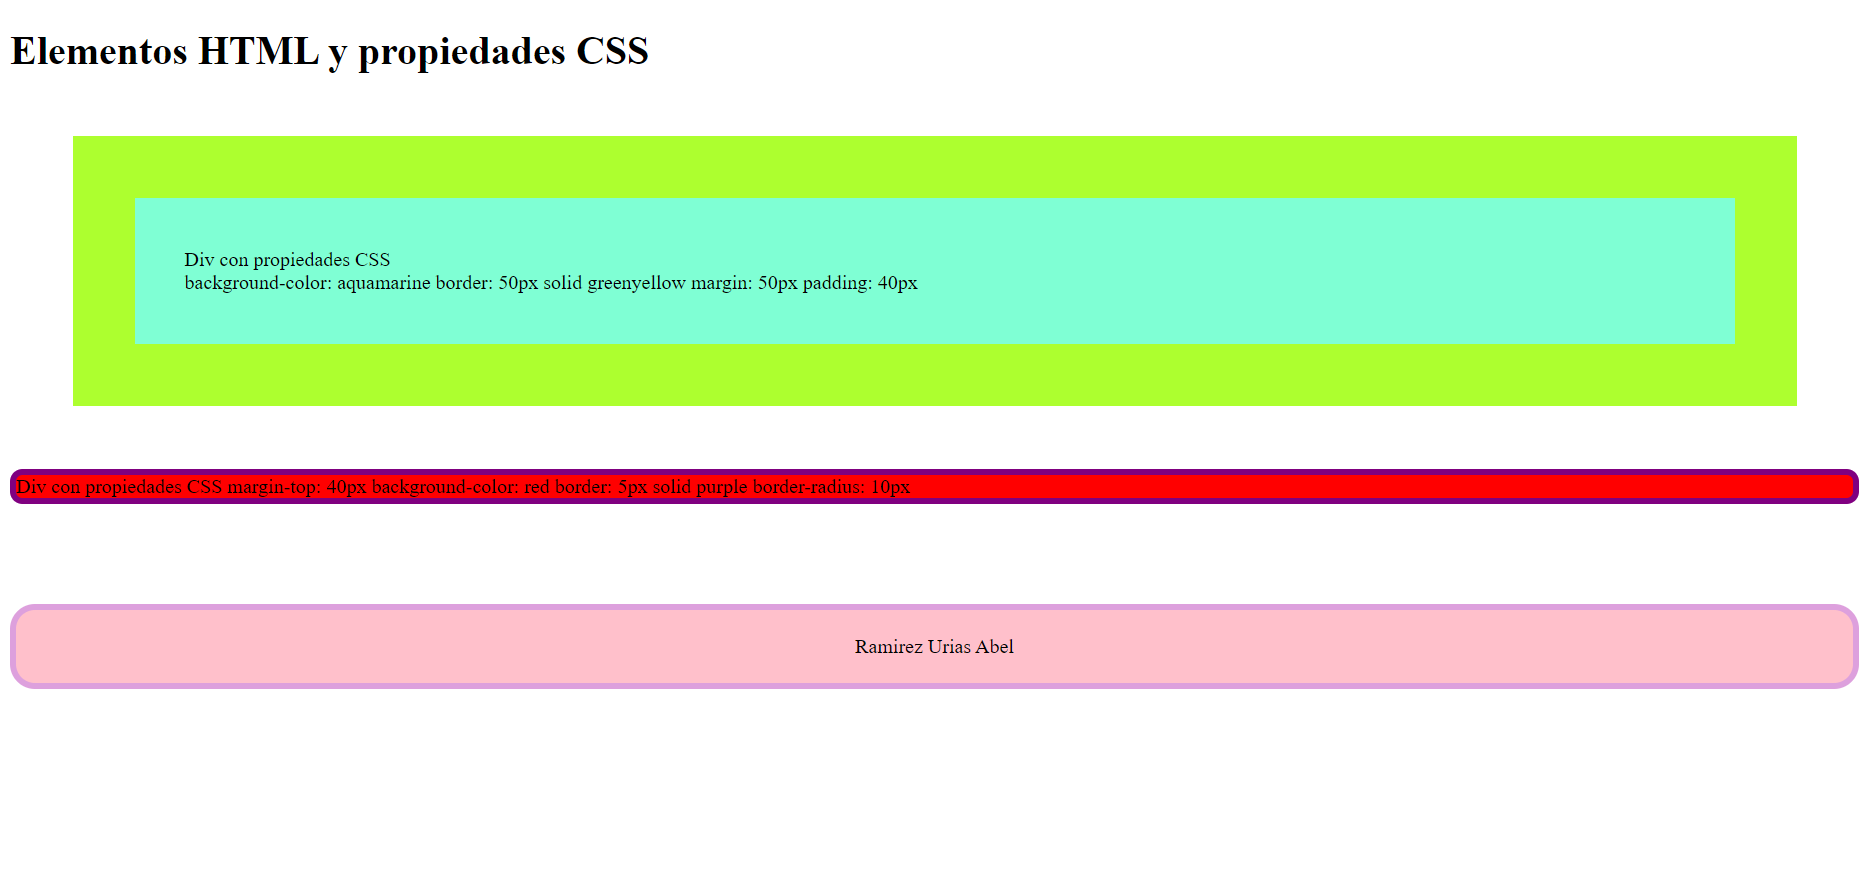 Elementos HTML y propiedades CSS
Div con propiedades CSS
background-color: aquamarine border: 50px solid greenyellow margin: 50px padding: 40px
Div con propiedades CSS margin-top: 40px background-color: red border: 5px solid purple border-radius: 10px
Ramirez Urias Abel